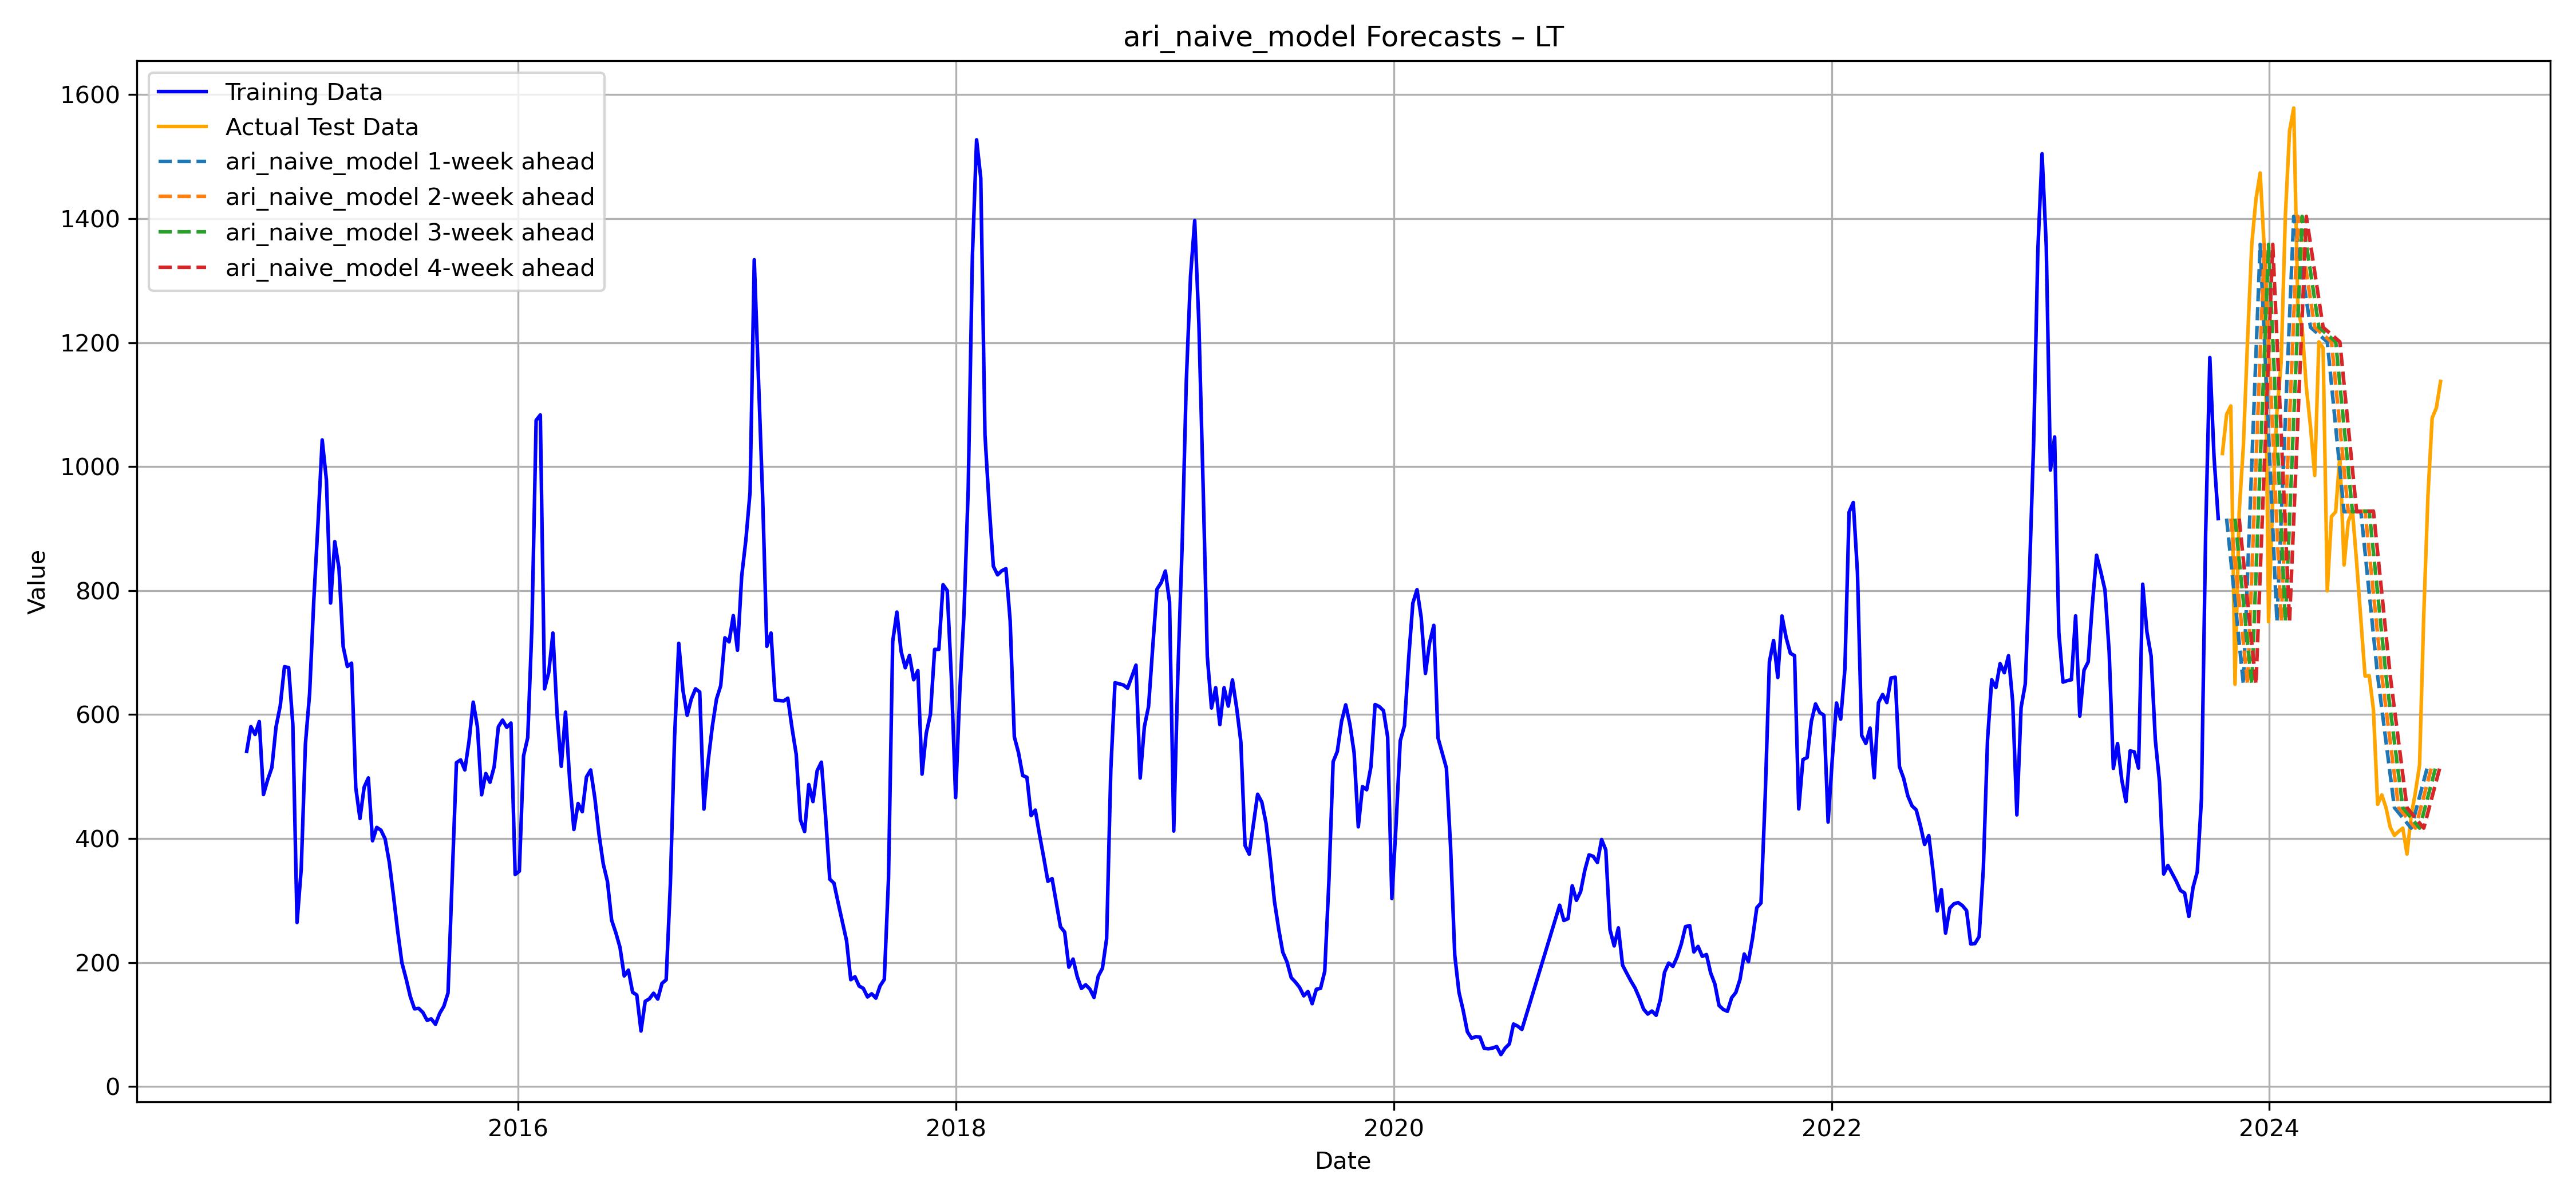 ari_naive_model Forecasts – LT
Training Data
Actual Test Data
ari_naive_model 1-week ahead
ari_naive_model 2-week ahead
ari_naive_model 3-week ahead
ari_naive_model 4-week ahead
1600
1400
1200
1000
800
600
400
200
0
Value
2016 2018 2020 2022 2024
Date